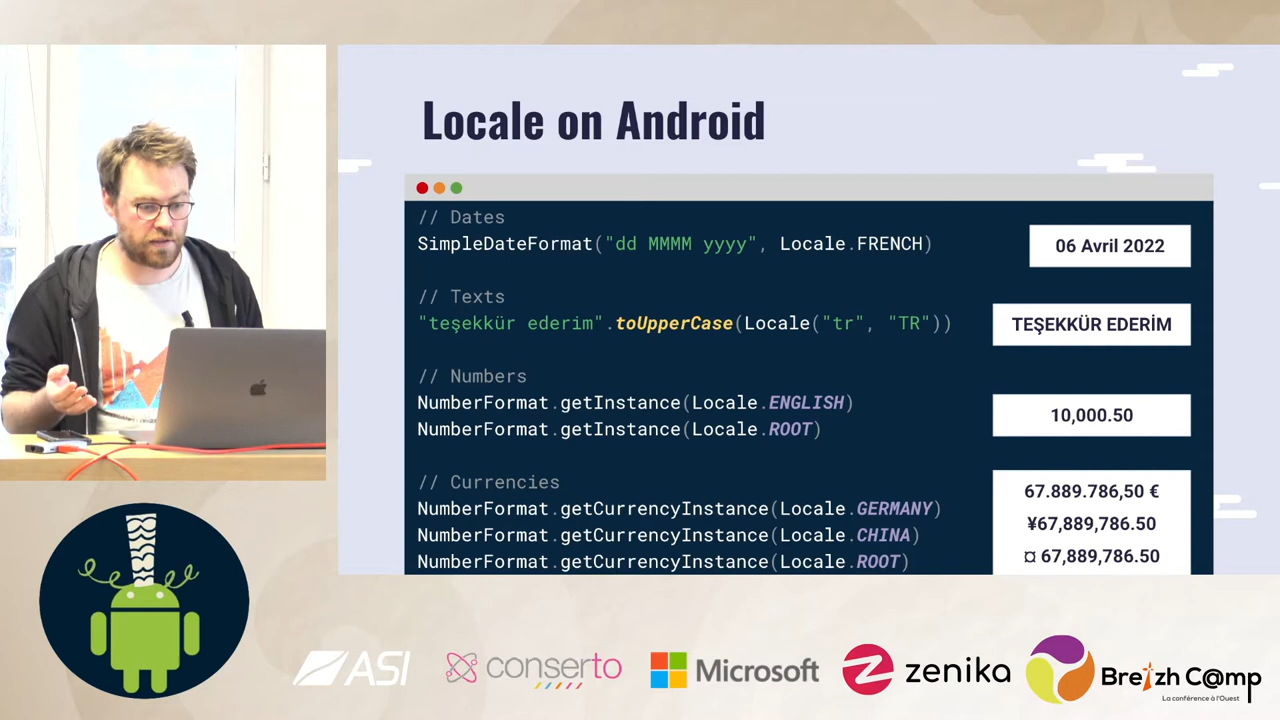 Locale on Android
// Dates
SimpleDateFormat("dd MMMM yyyy", Locale.FRENCH)
06 Avril 2022
// Texts
"teşekkür ederim".toUpperCase(Locale("tr", "TR"))
TEŞEKKÜR EDERİM
// Numbers
NumberFormat.getInstance(Locale.ENGLISH)
NumberFormat.getInstance(Locale.ROOT)
10,000.50
// Currencies
NumberFormat.getCurrencyInstance(Locale.GERMANY)
NumberFormat.getCurrencyInstance(Locale.CHINA)
NumberFormat.getCurrencyInstance(Locale.ROOT)
67.889.786,50 €
¥67,889,786.50
¤ 67,889,786.50
ASI
conserto
Microsoft
zenika
Breizh C@mp
La conférence à l'Ouest